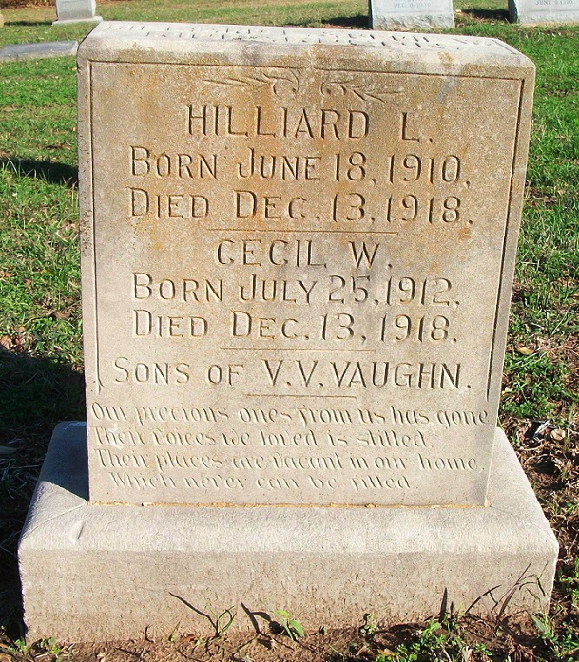 HILLIARD L.
BORN JUNE 18, 1910.
DIED DEC. 13, 1918.
CECIL W.
BORN JULY 25, 1912.
DIED DEC. 13, 1918.
SONS OF V. V. VAUGHN.
Our precious ones from us has gone
Their voices we loved is stilled.
Their places are vacant in our home
Which never can be filled.